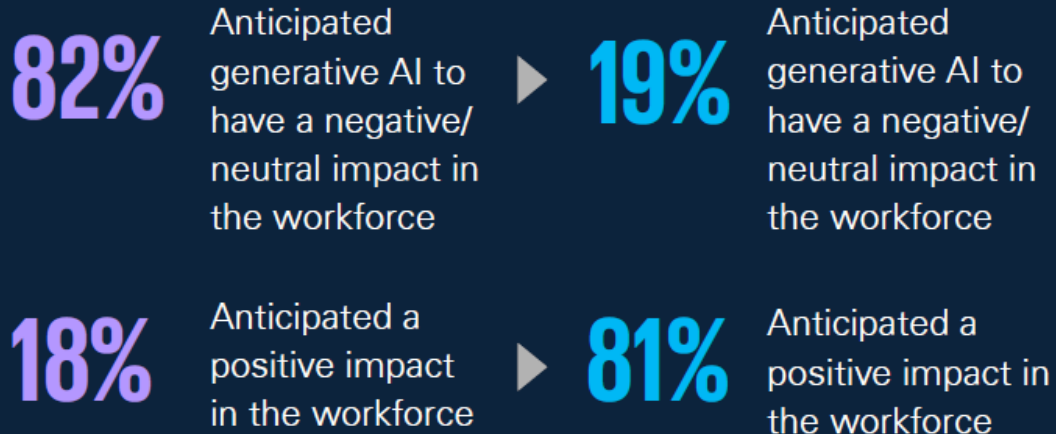 82%
Anticipated
generative AI to
have a negative/
neutral impact in
the workforce
19%
Anticipated
generative AI to
have a negative/
neutral impact in
the workforce
18%
Anticipated a
positive impact
in the workforce
81%
Anticipated a
positive impact in
the workforce